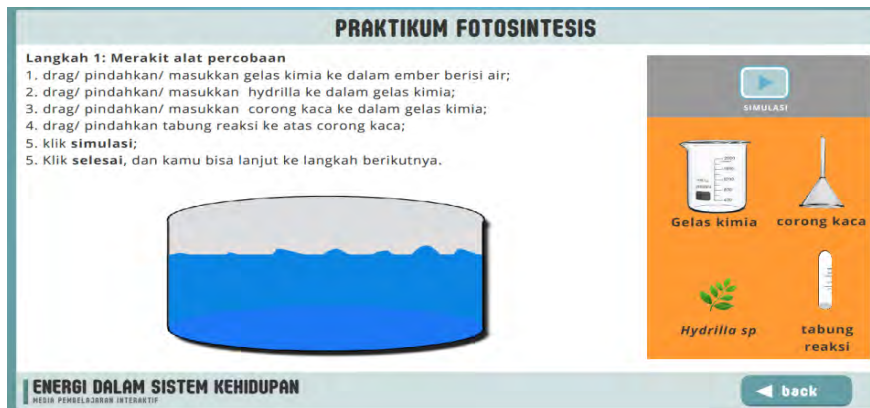 PRAKTIKUM FOTOSINTESIS
Langkah 1: Merakit alat percobaan
1. drag/ pindahkan/ masukkan gelas kimia ke dalam ember berisi air;
2. drag/ pindahkan/ masukkan hydrilla ke dalam gelas kimia;
3. drag/ pindahkan/ masukkan corong kaca ke dalam gelas kimia;
4. drag/ pindahkan tabung reaksi ke atas corong kaca;
5. klik simulasi;
5. Klik selesai, dan kamu bisa lanjut ke langkah berikutnya.
SIMULASI
Gelas kimia
corong kaca
Hydrilla sp
tabung
reaksi
ENERGI DALAM SISTEM KEHIDUPAN
MEDIA PEMBELAJARAN INTERAKTIF
back